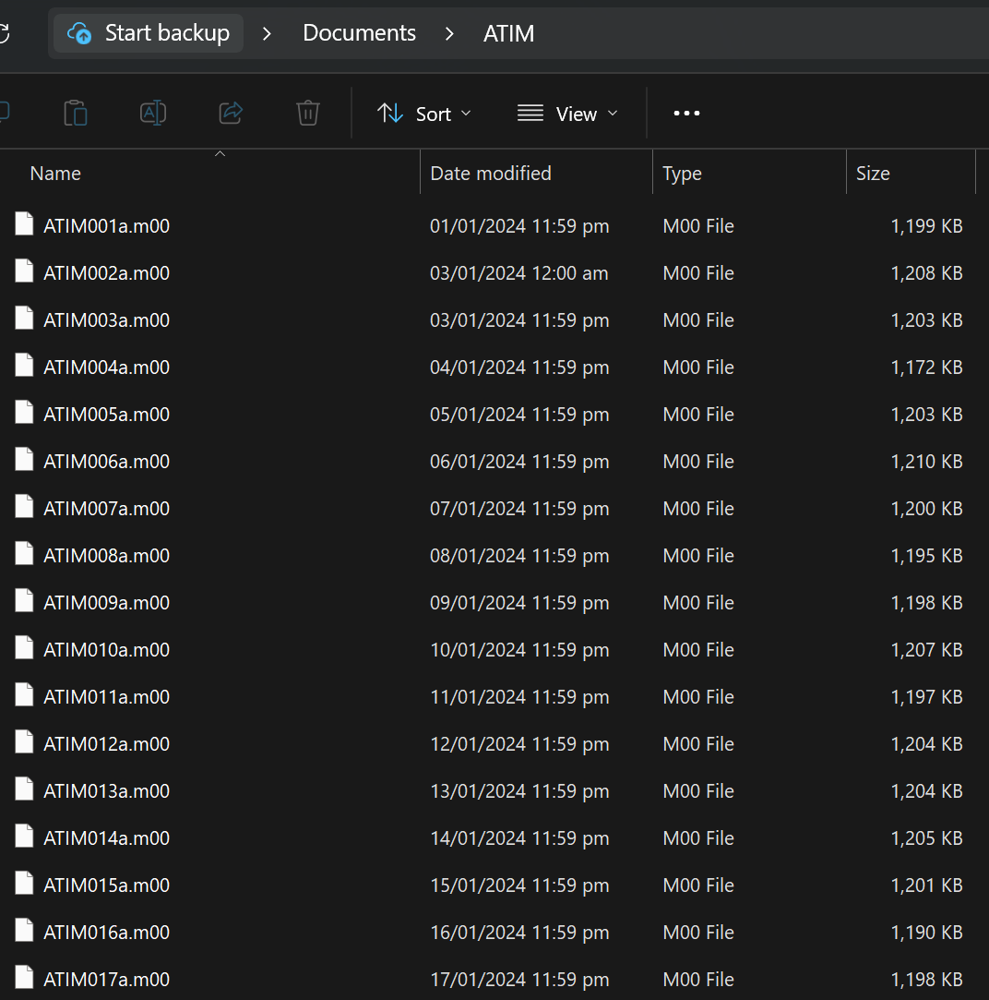 Start backup > Documents > ATIM
Sort View ...
Name Date modified Type Size
ATIM001a.m00 01/01/2024 11:59 pm M00 File 1,199 KB
ATIM002a.m00 03/01/2024 12:00 am M00 File 1,208 KB
ATIM003a.m00 03/01/2024 11:59 pm M00 File 1,203 KB
ATIM004a.m00 04/01/2024 11:59 pm M00 File 1,172 KB
ATIM005a.m00 05/01/2024 11:59 pm M00 File 1,203 KB
ATIM006a.m00 06/01/2024 11:59 pm M00 File 1,210 KB
ATIM007a.m00 07/01/2024 11:59 pm M00 File 1,200 KB
ATIM008a.m00 08/01/2024 11:59 pm M00 File 1,195 KB
ATIM009a.m00 09/01/2024 11:59 pm M00 File 1,198 KB
ATIM010a.m00 10/01/2024 11:59 pm M00 File 1,207 KB
ATIM011a.m00 11/01/2024 11:59 pm M00 File 1,197 KB
ATIM012a.m00 12/01/2024 11:59 pm M00 File 1,204 KB
ATIM013a.m00 13/01/2024 11:59 pm M00 File 1,204 KB
ATIM014a.m00 14/01/2024 11:59 pm M00 File 1,205 KB
ATIM015a.m00 15/01/2024 11:59 pm M00 File 1,201 KB
ATIM016a.m00 16/01/2024 11:59 pm M00 File 1,190 KB
ATIM017a.m00 17/01/2024 11:59 pm M00 File 1,198 KB